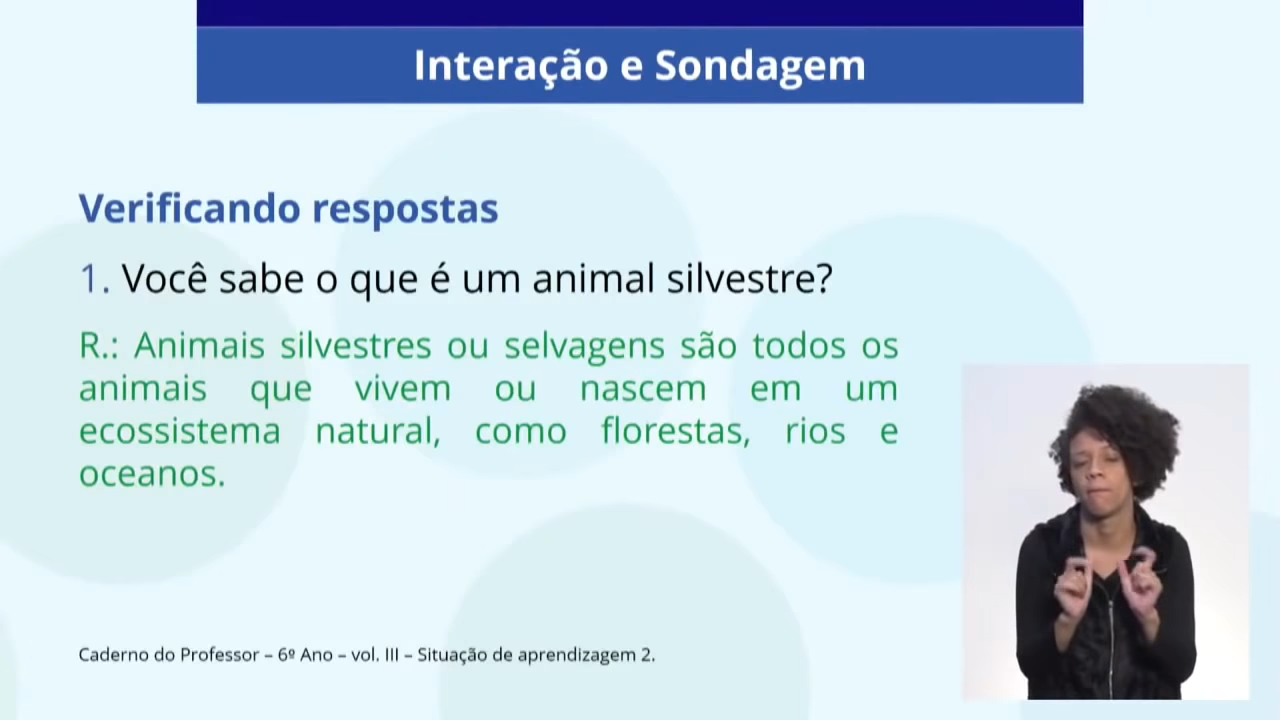 Interação e Sondagem
Verificando respostas
1. Você sabe o que é um animal silvestre?
R.: Animais silvestres ou selvagens são todos os
animais que vivem ou nascem em um
ecossistema natural, como florestas, rios e
oceanos.
Caderno do Professor – 6º Ano – vol. III – Situação de aprendizagem 2.